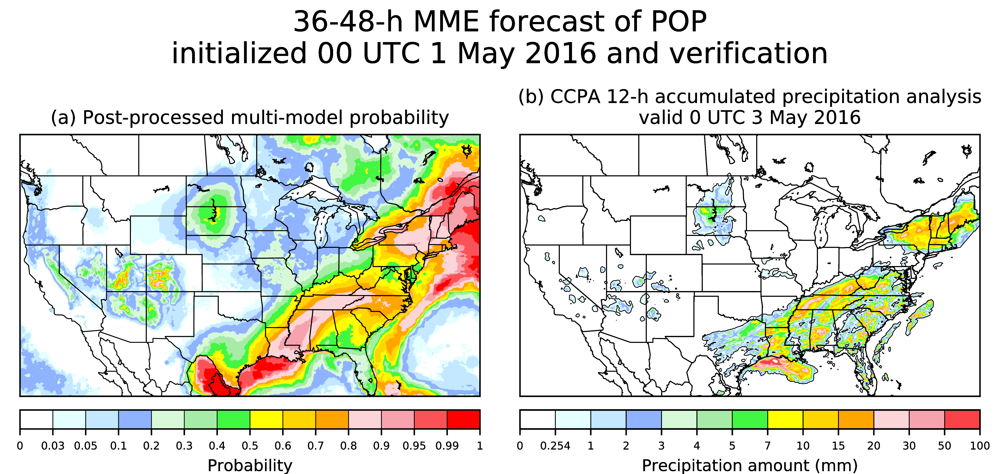 36-48-h MME forecast of POP
initialized 00 UTC 1 May 2016 and verification
(a) Post-processed multi-model probability
(b) CCPA 12-h accumulated precipitation analysis
valid 0 UTC 3 May 2016
0 0.03 0.05 0.1 0.2 0.3 0.4 0.5 0.6 0.7 0.8 0.9 0.95 0.99 1
Probability
0 0.254 1 2 3 4 5 7 10 15 20 30 50 100
Precipitation amount (mm)